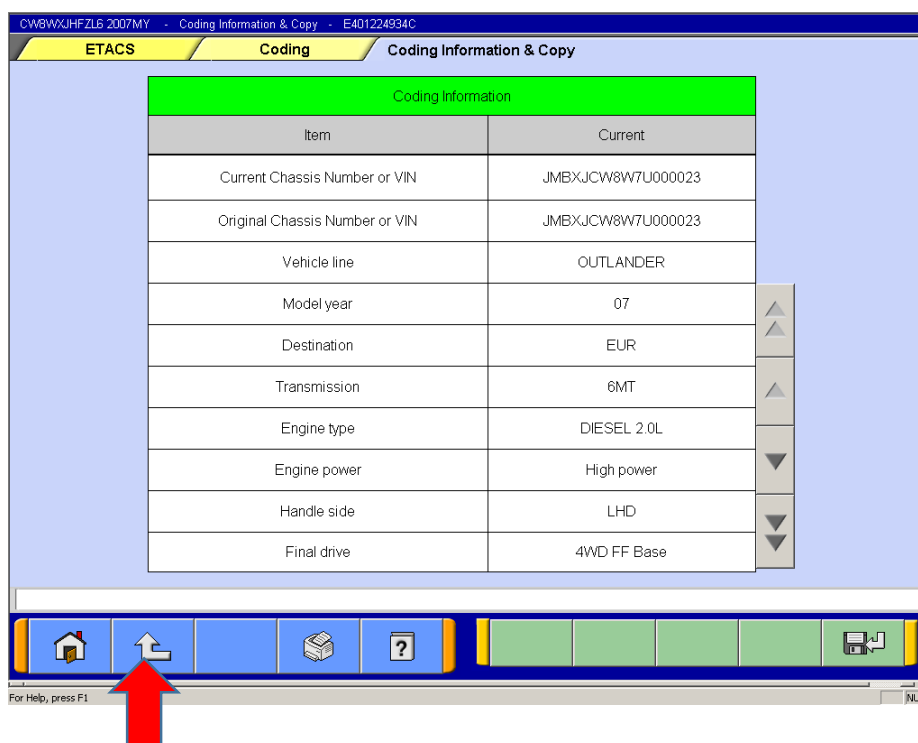 CW8WXJHFZL6 2007MY - Coding Information & Copy - E401224934C
ETACS Coding Coding Information & Copy
Coding Information
Item Current
Current Chassis Number or VIN JMBXJCW8W7U000023
Original Chassis Number or VIN JMBXJCW8W7U000023
Vehicle line OUTLANDER
Model year 07
Destination EUR
Transmission 6MT
Engine type DIESEL 2.0L
Engine power High power
Handle side LHD
Final drive 4WD FF Base
?
For Help, press F1